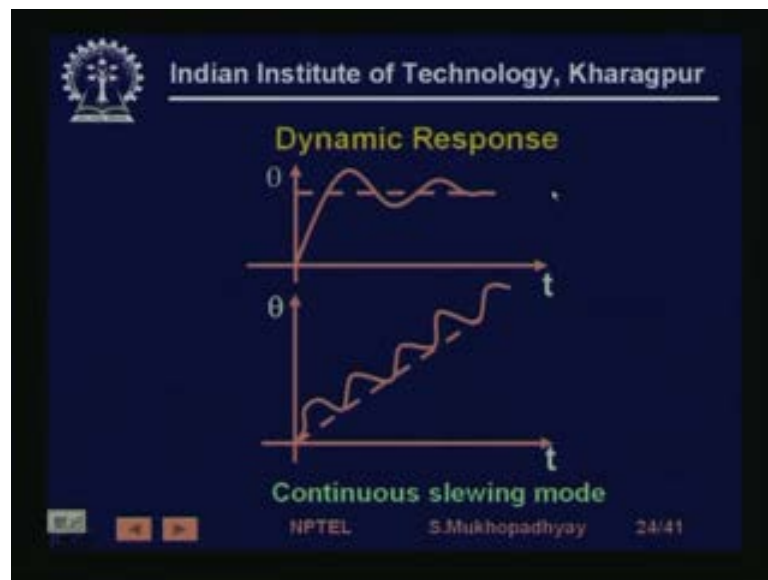 Indian Institute of Technology, Kharagpur
Dynamic Response
θ
t
θ
t
Continuous slewing mode
NPTEL S.Mukhopadhyay 24/41